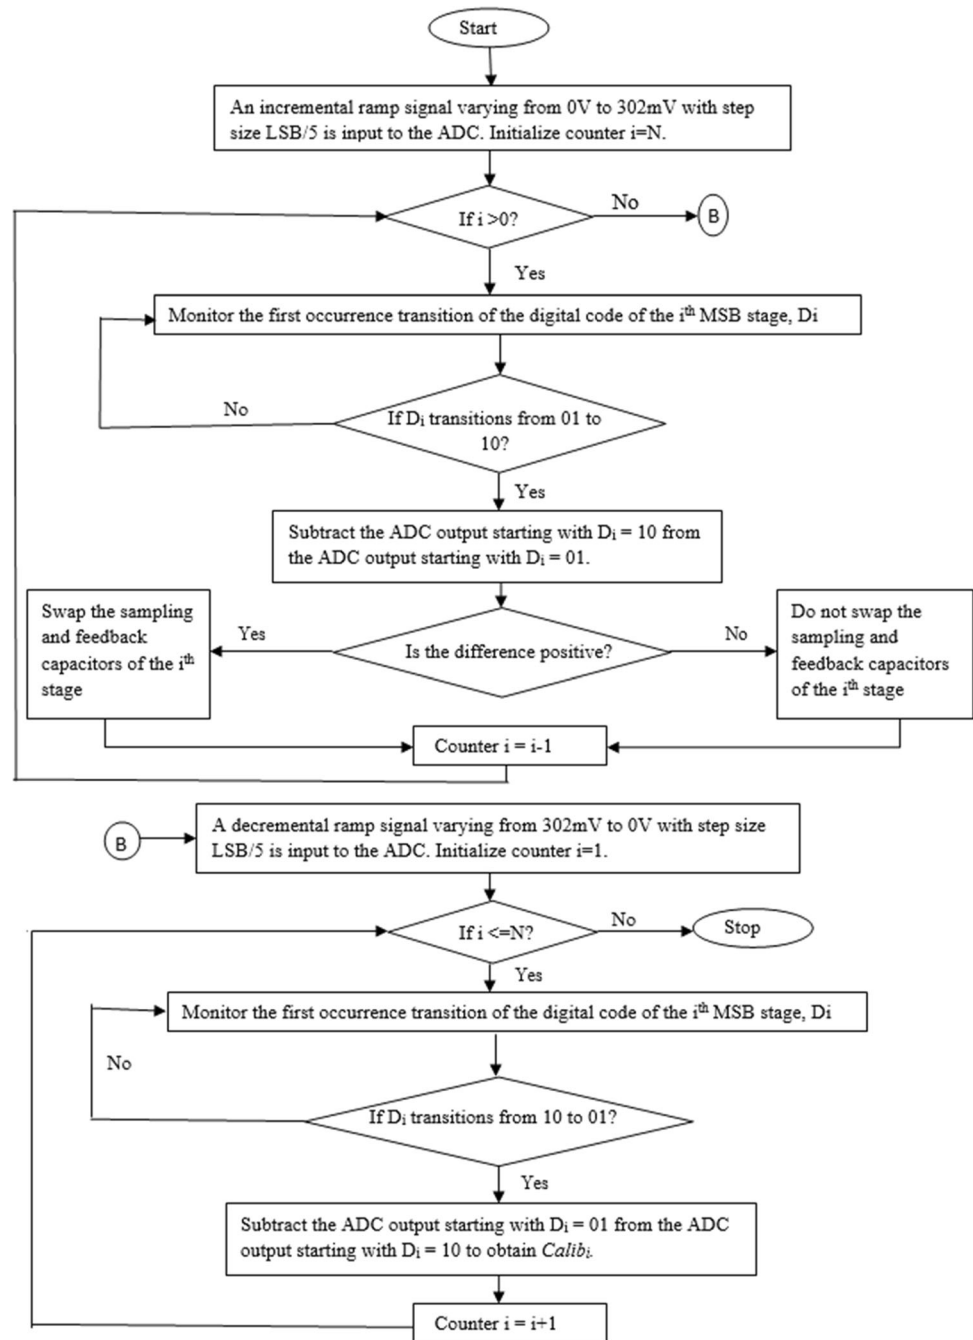 Start
An incremental ramp signal varying from 0V to 302mV with step
size LSB/5 is input to the ADC. Initialize counter i=N.
If i >0?
No
B
Yes
Monitor the first occurrence transition of the digital code of the iᵗʰ MSB stage, Di
No
If Dᵢ transitions from 01 to
10?
Yes
Subtract the ADC output starting with Dᵢ = 10 from
the ADC output starting with Dᵢ = 01.
Swap the sampling
and feedback
capacitors of the iᵗʰ
stage
Yes
Is the difference positive?
No
Do not swap the
sampling and
feedback capacitors
of the iᵗʰ stage
Counter i = i-1
B
A decremental ramp signal varying from 302mV to 0V with step size
LSB/5 is input to the ADC. Initialize counter i=1.
If i <=N?
No
Stop
Yes
Monitor the first occurrence transition of the digital code of the iᵗʰ MSB stage, Di
No
If Dᵢ transitions from 10 to 01?
Yes
Subtract the ADC output starting with Dᵢ = 01 from the ADC
output starting with Dᵢ = 10 to obtain Calibᵢ.
Counter i = i+1